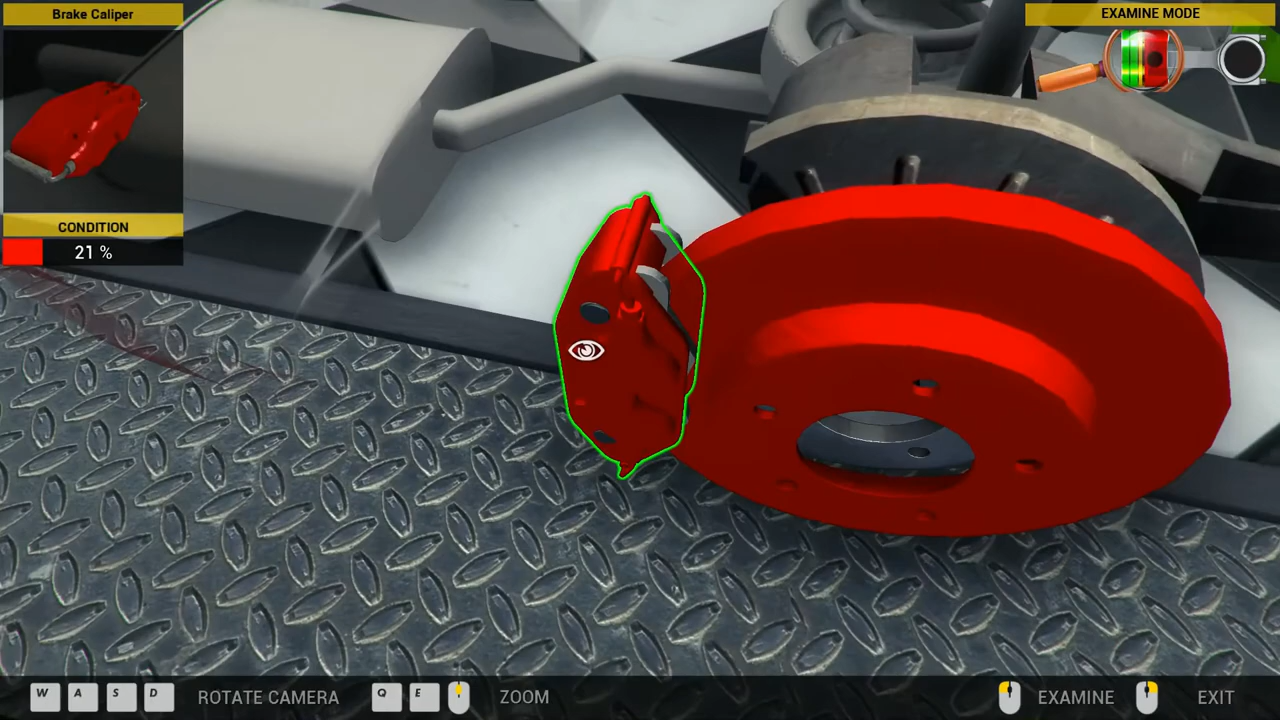 Brake Caliper
EXAMINE MODE
CONDITION
21 %
W A S D ROTATE CAMERA Q E ZOOM EXAMINE EXIT